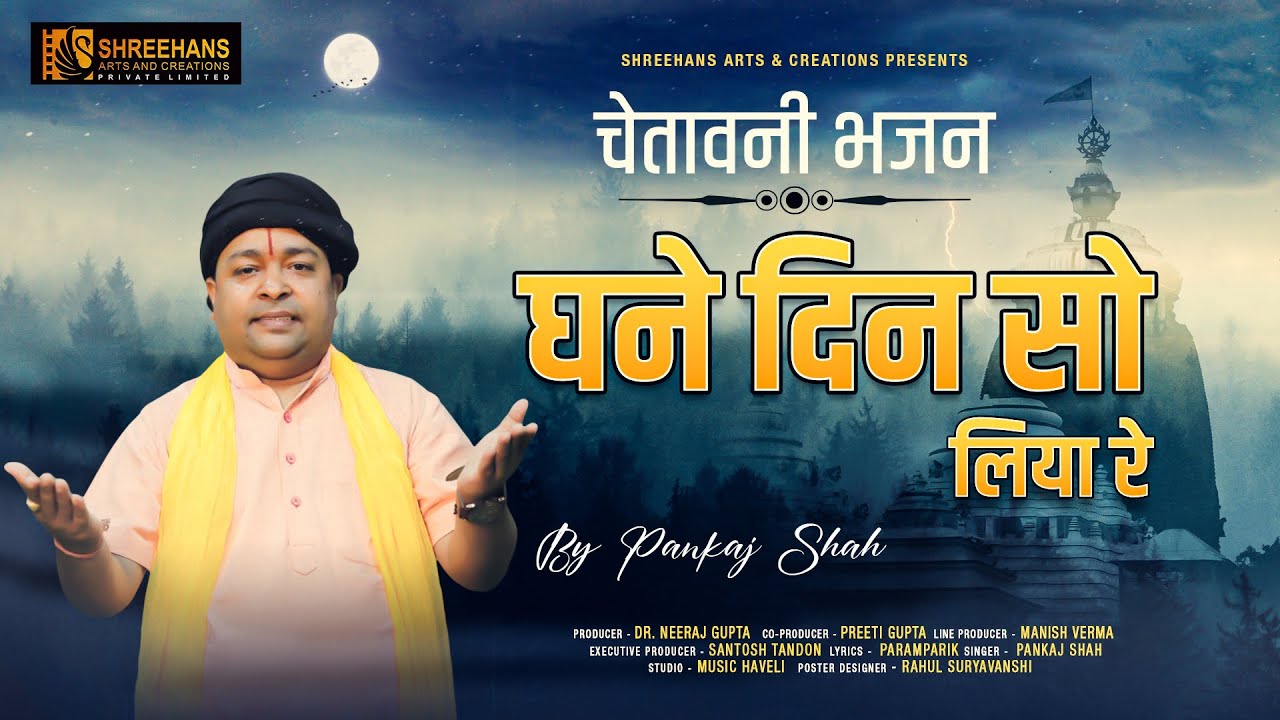 SHREEHANS
ARTS AND CREATIONS
PRIVATE LIMITED
SHREEHANS ARTS & CREATIONS PRESENTS
चेतावनी भजन
घने दिन सो
लिया रे
By Pankaj Shah
PRODUCER - DR. NEERAJ GUPTA CO-PRODUCER - PREETI GUPTA LINE PRODUCER - MANISH VERMA
EXECUTIVE PRODUCER - SANTOSH TANDON LYRICS - PARAMPARIK SINGER - PANKAJ SHAH
STUDIO - MUSIC HAVELI POSTER DESIGNER - RAHUL SURYAVANSHI